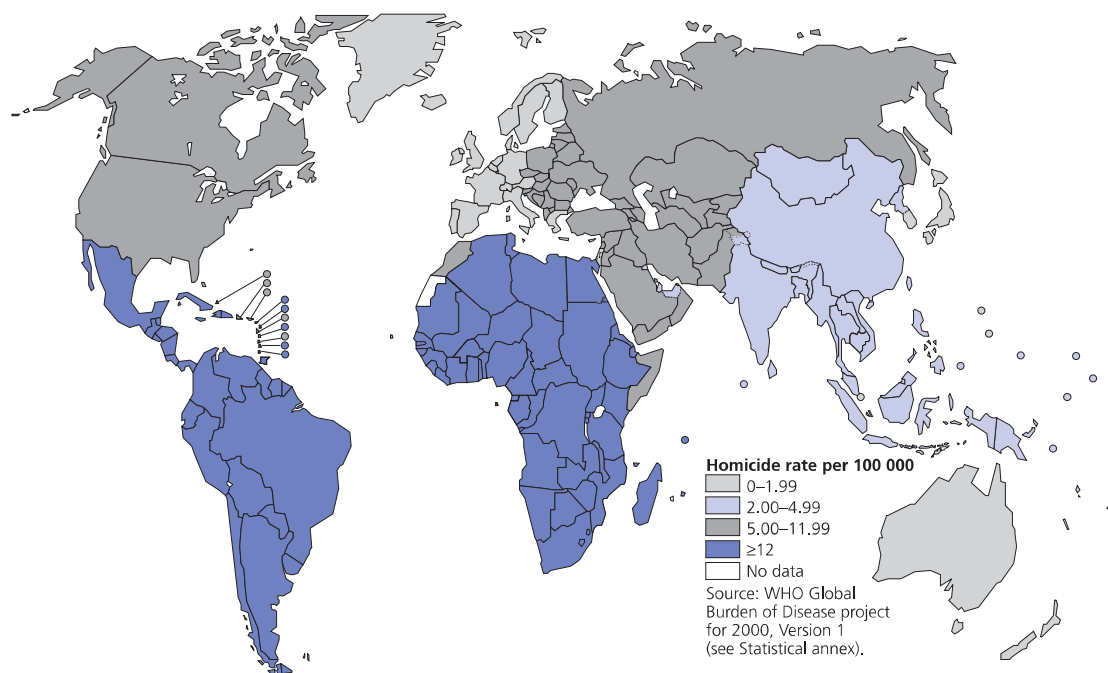 Homicide rate per 100 000
0–1.99
2.00–4.99
5.00–11.99
≥12
No data
Source: WHO Global
Burden of Disease project
for 2000, Version 1
(see Statistical annex).